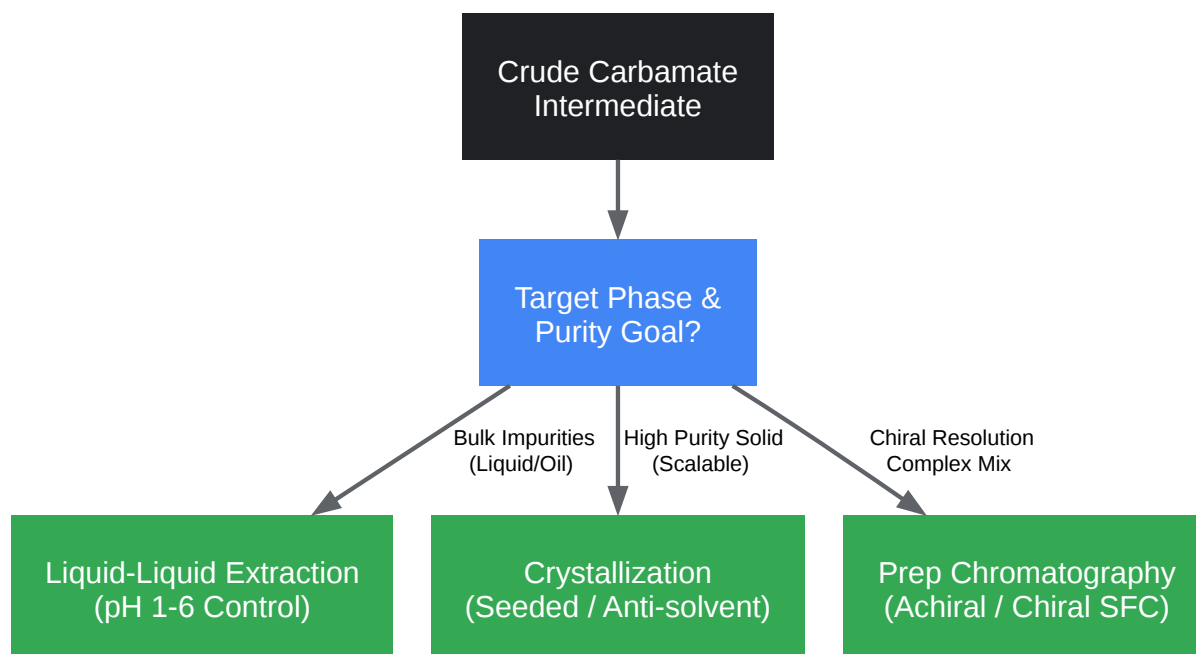 Crude Carbamate
Intermediate
Target Phase &
Purity Goal?
Bulk Impurities
(Liquid/Oil)
High Purity Solid
(Scalable)
Chiral Resolution
Complex Mix
Liquid-Liquid Extraction
(pH 1-6 Control)
Crystallization
(Seeded / Anti-solvent)
Prep Chromatography
(Achiral / Chiral SFC)